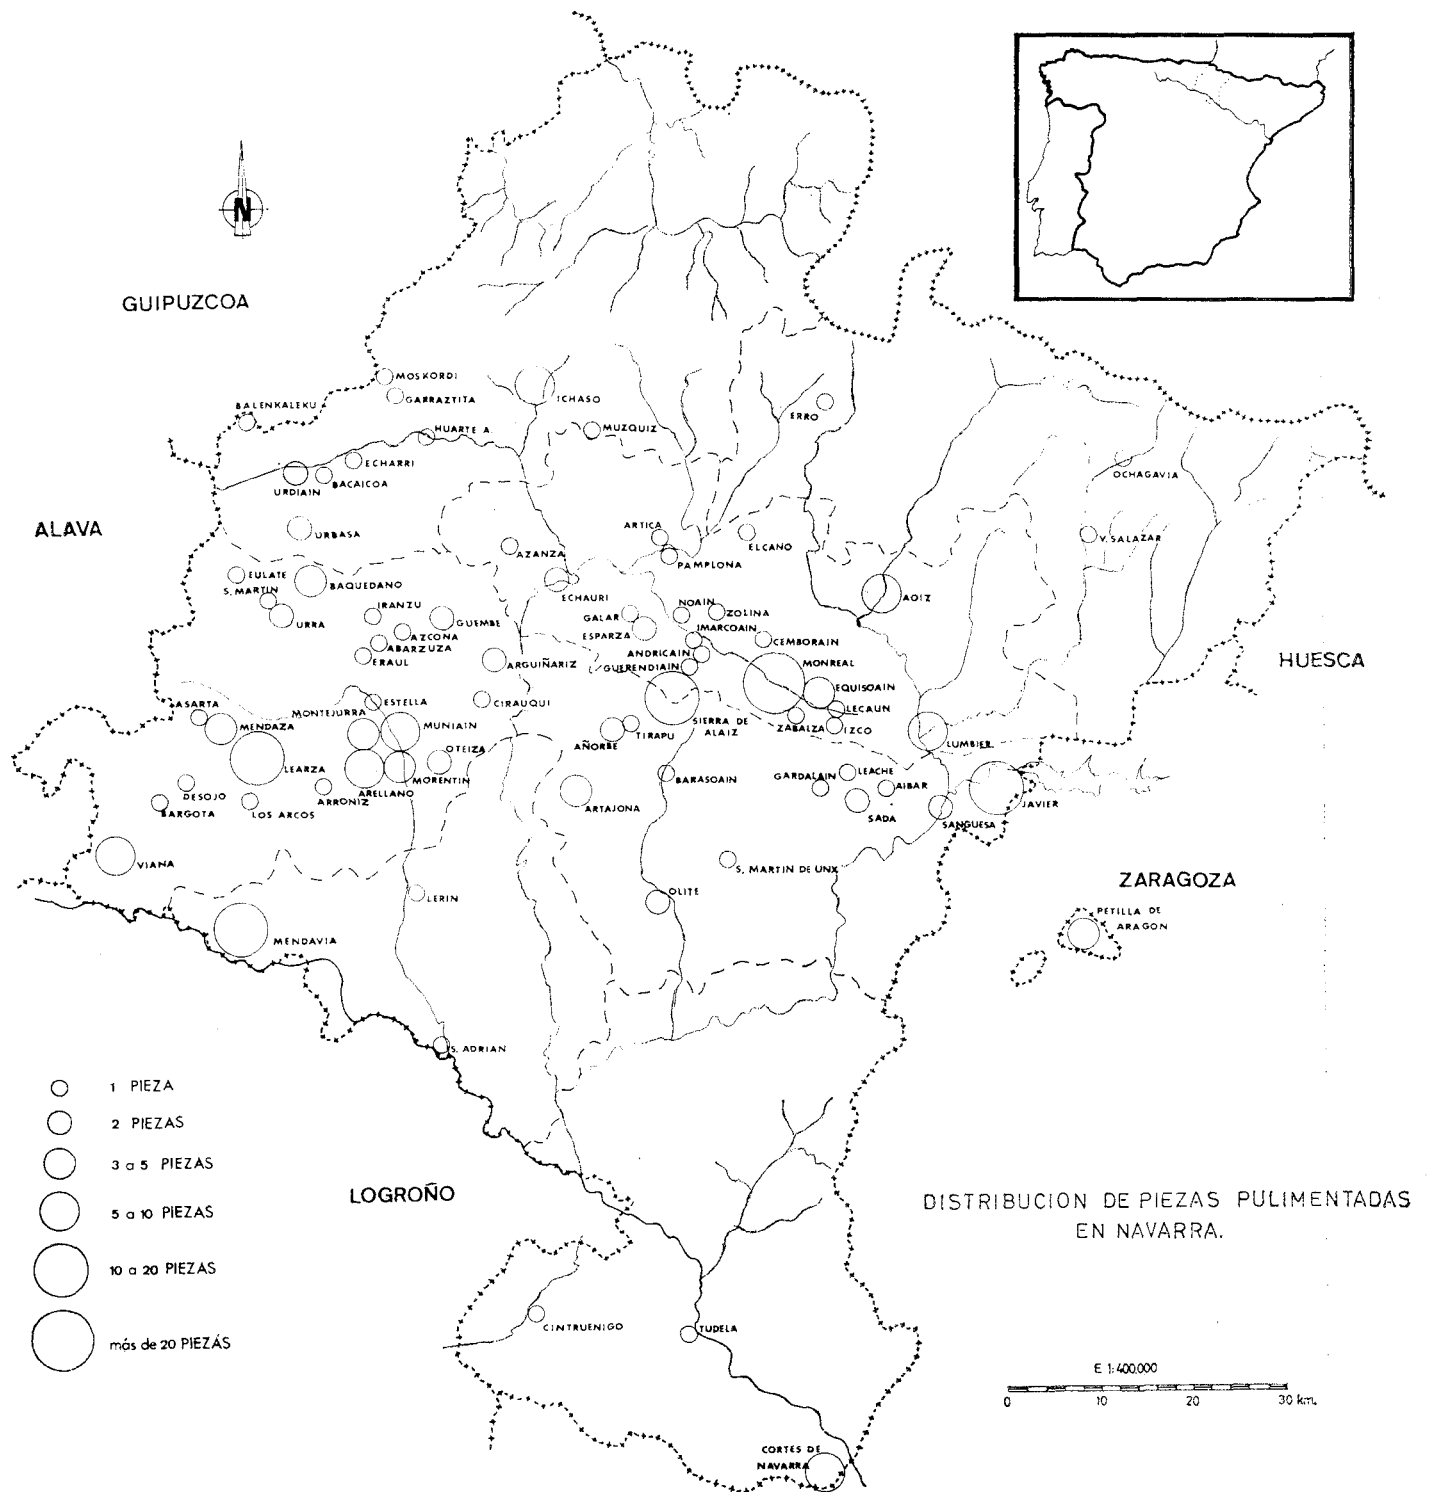 N
GUIPUZCOA
MOSKORDI
GARRAZTITA
ITCHASO
BALENKALEKU
HUARTE A.
MUZQUIZ
ERRO
ECHARRI
URDIAIN
BACAICOA
OCHAGAVIA
ALAVA
URBASA
ARTICA
AZANZA
ELCANO
V. SALAZAR
PAMPLONA
EULATE
S. MARTIN
BAQUEDANO
ECHAURI
AOIZ
IRANZU
GUEMBE
GALAR
NOAIN
ZOLINA
URRA
AZCONA
ESPARZA
IMARCOAIN
CEMBORAIN
ABARZUZA
ERAUL
ANDRICAIN
ARGUIÑARIZ
GUERENDIAIN
MONREAL
HUESCA
EQUISOAIN
ASARTA
ESTELLA
CIRAUQUI
LECAUN
MONTEJURRA
MENDAZA
MUNIAIN
SIERRA DE
ALAIZ
ZABALZA
IZCO
TIRAPU
AÑORBE
LUMBIER
OTEIZA
LEARZA
MORENTIN
BARASOAIN
GARDALAIN
LEACHE
AIBAR
DESOJO
ARRONIZ
ARELLANO
ARTAJONA
JAVIER
BARGOTA
LOS ARCOS
SADA
SANGUESA
VIANA
S. MARTIN DE UNX
ZARAGOZA
LERIN
OLITE
PETILLA DE
ARAGON
MENDAVIA
S. ADRIAN
1 PIEZA
2 PIEZAS
3 a 5 PIEZAS
5 a 10 PIEZAS
10 a 20 PIEZAS
más de 20 PIEZÁS
LOGROÑO
DISTRIBUCION DE PIEZAS PULIMENTADAS
EN NAVARRA.
CINTRUENIGO
TUDELA
E 1:400.000
0 10 20 30 km.
CORTES DE
NAVARRA